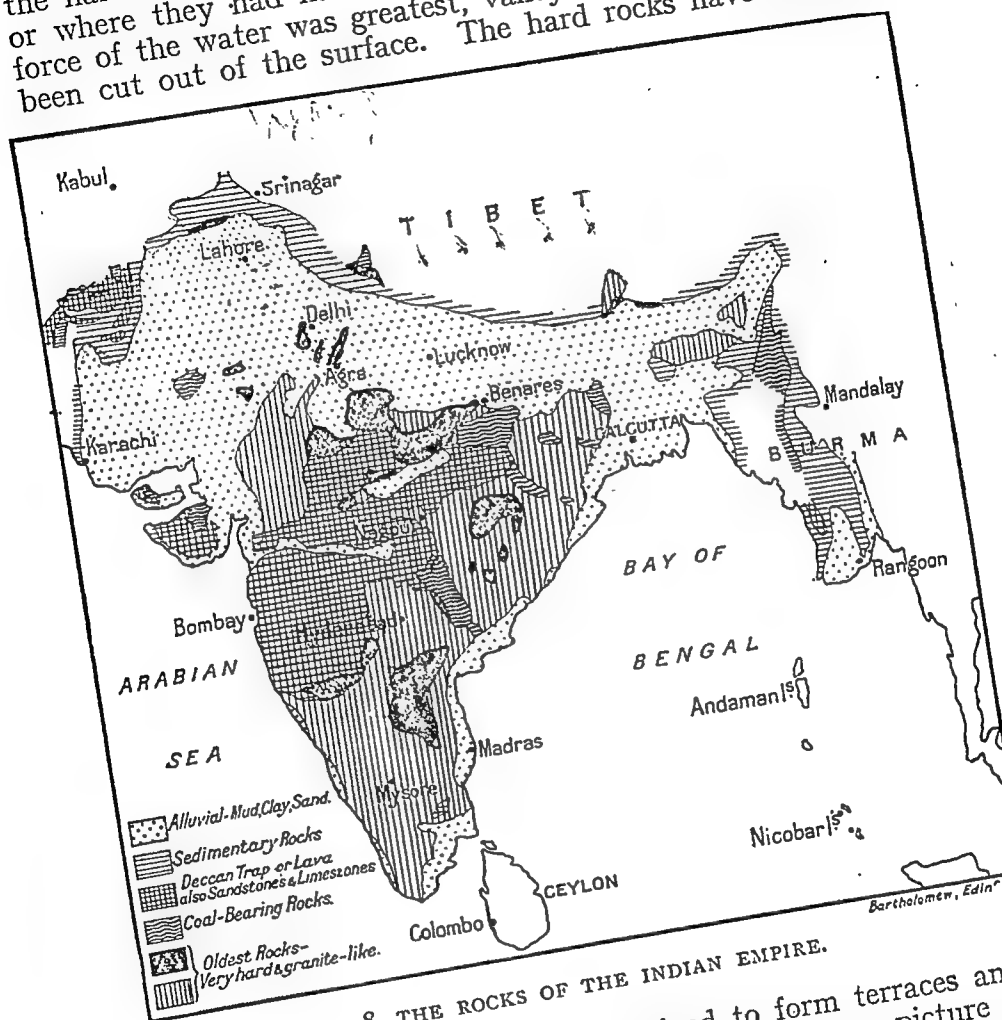 or where they had
force of the water was greatest,
been cut out of the surface. The hard rocks have
Kabul
Srinagar
TIBET
Lahore
Delhi
Lucknow
Agra
Benares
Mandalay
Karachi
CALCUTTA
BURMA
BAY OF
Rangoon
Bombay
Hyderabad
ARABIAN
BENGAL
Andaman Is
SEA
Madras
Mysore
Nicobar Is
Alluvial-Mud,Clay,Sand.
Sedimentary Rocks
Deccan Trap or Lava
also Sandstones & Limestones
Coal-Bearing Rocks.
Oldest Rocks-
Very hard & granite-like.
CEYLON
Colombo
Bartholomew, Edinr
THE ROCKS OF THE INDIAN EMPIRE.
to form terraces
picture